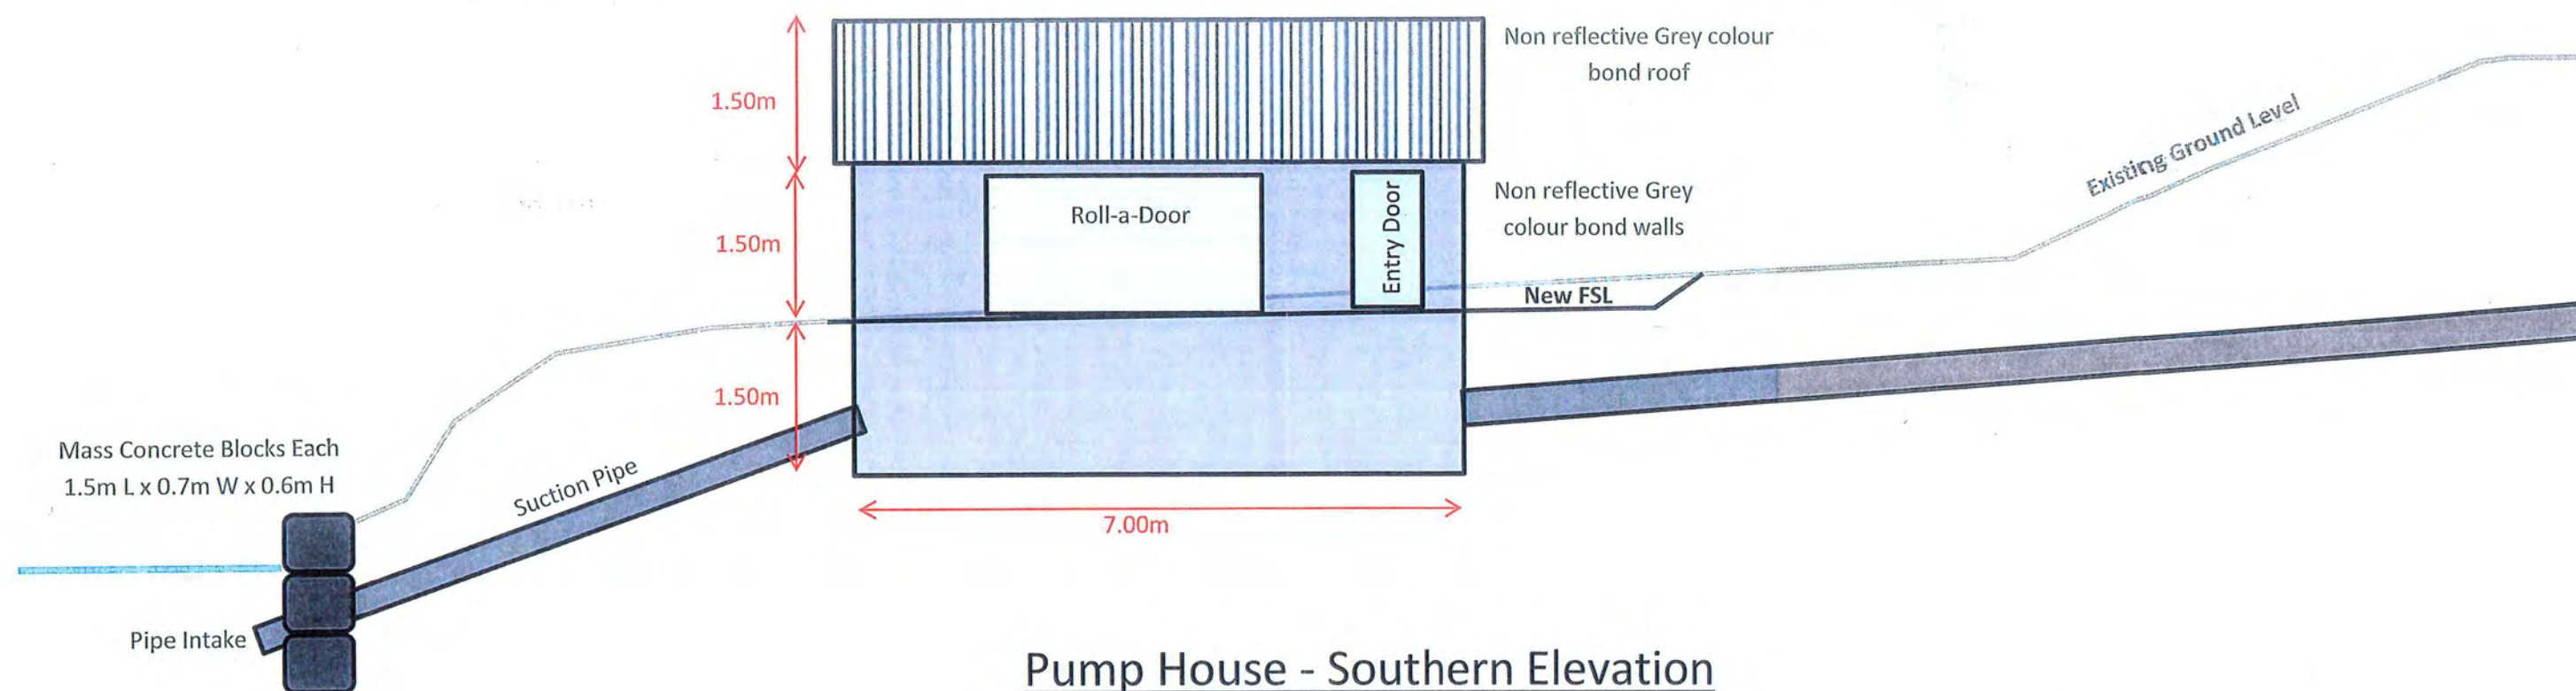 Non reflective Grey colour
bond roof
1.50m
Existing Ground Level
Non reflective Grey
colour bond walls
Roll-a-Door
Entry Door
1.50m
New FSL
1.50m
Mass Concrete Blocks Each
1.5m L x 0.7m W x 0.6m H
Suction Pipe
7.00m
Pipe Intake
Pump House - Southern Elevation